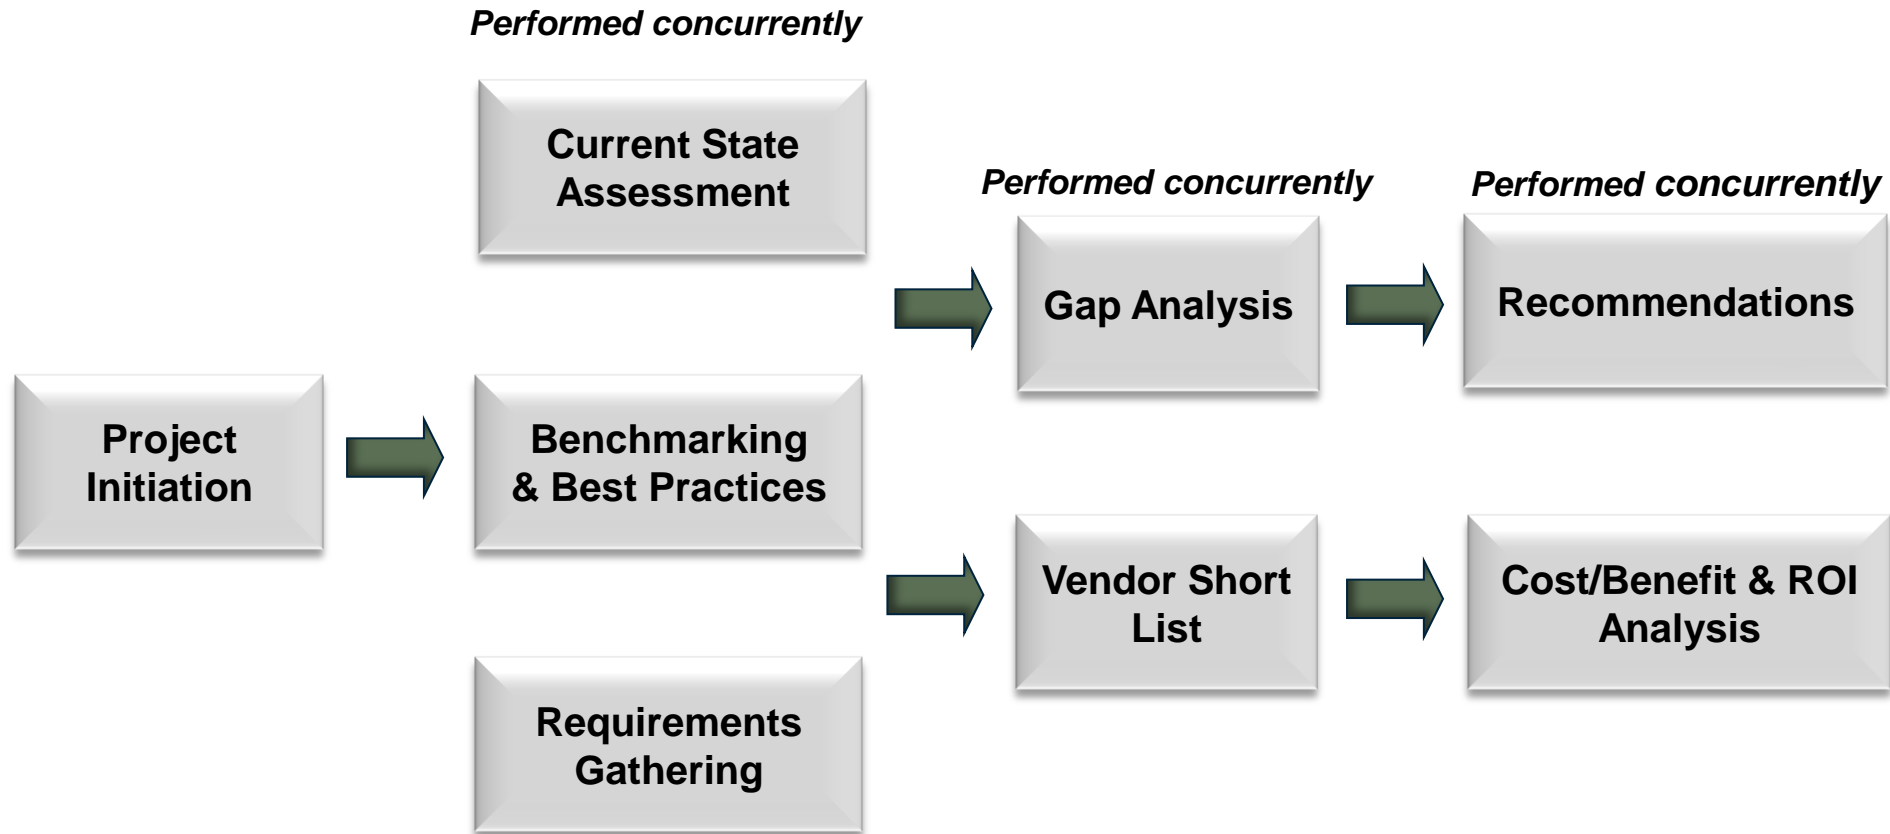 Performed concurrently
Current State
Assessment
Performed concurrently
Performed concurrently
Gap Analysis
Recommendations
Project
Initiation
Benchmarking
& Best Practices
Vendor Short
List
Cost/Benefit & ROI
Analysis
Requirements
Gathering